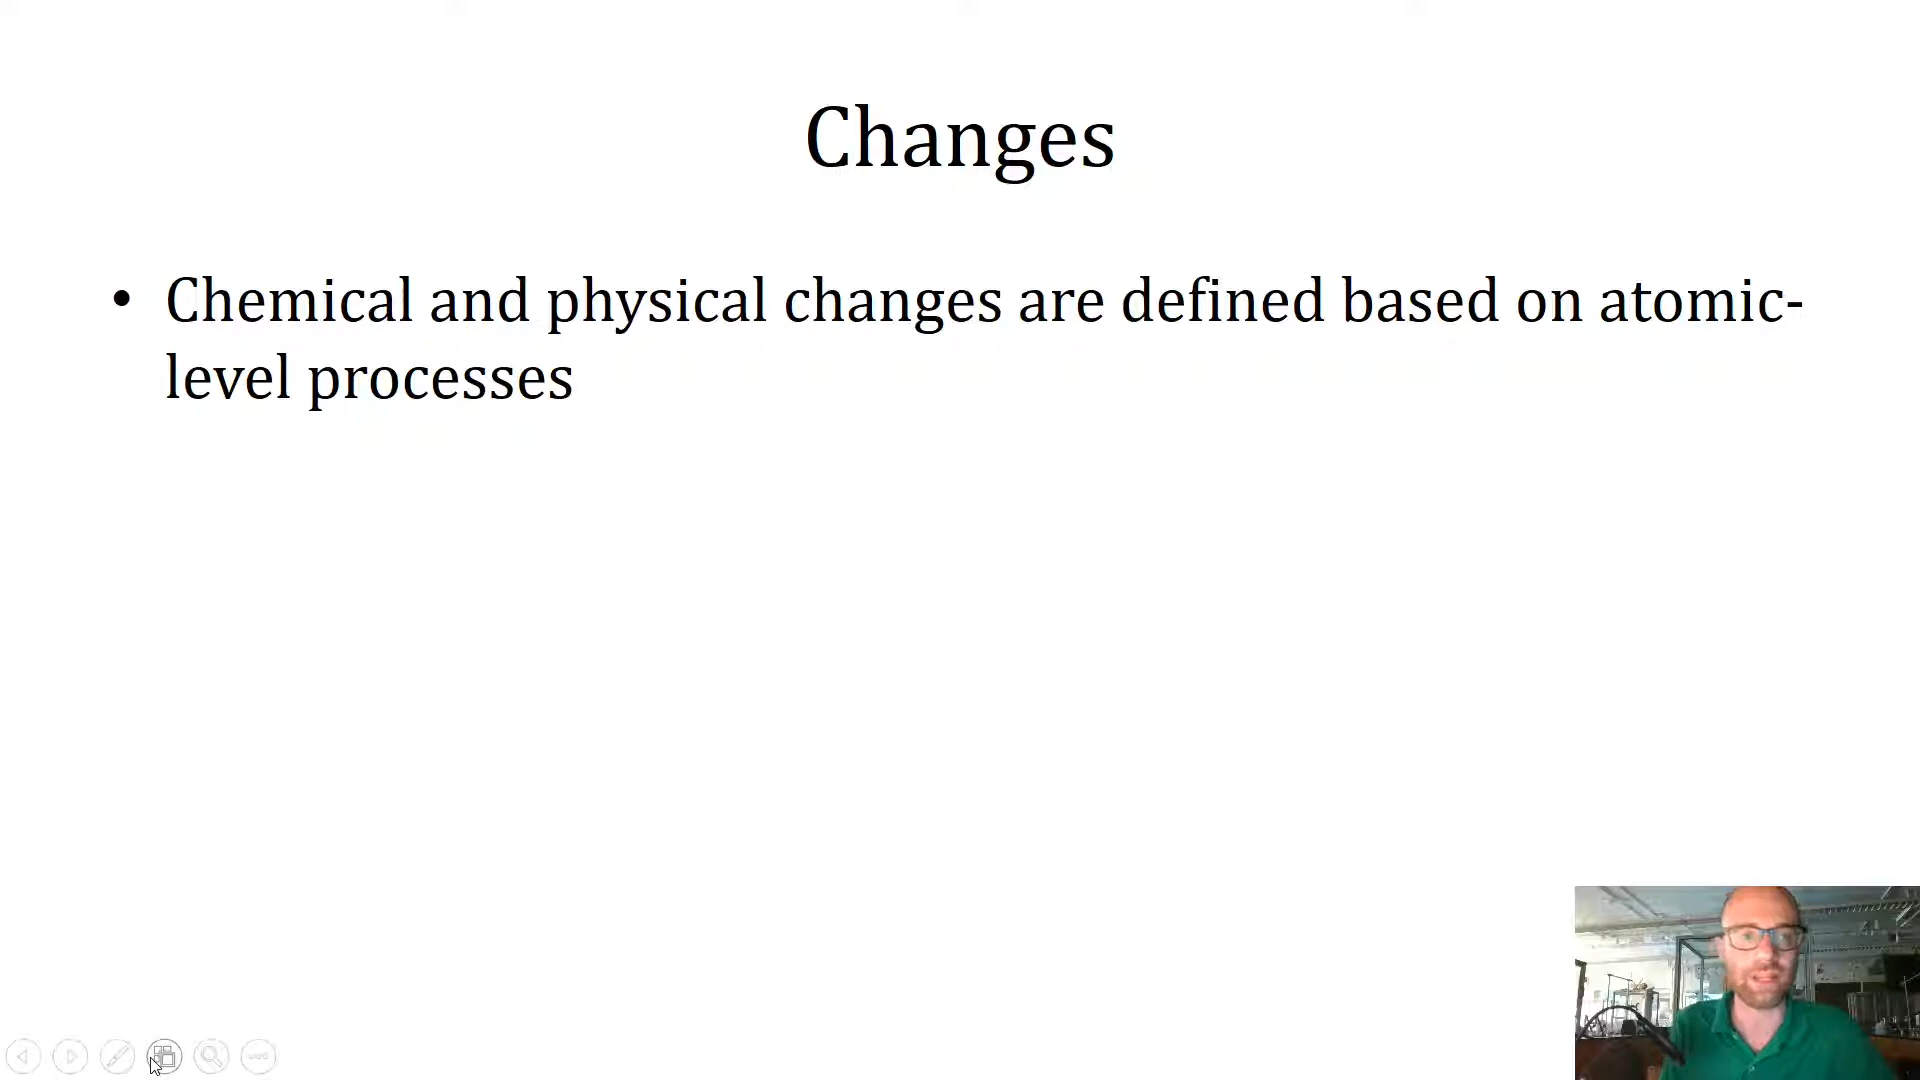 Changes
• Chemical and physical changes are defined based on atomic-
level processes